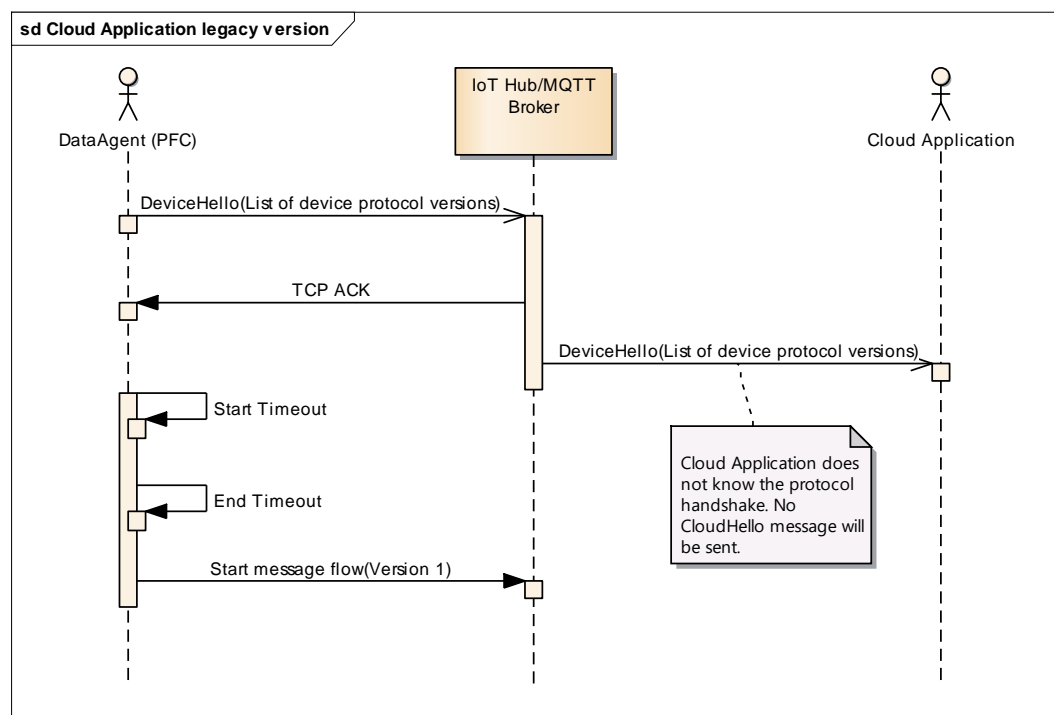 sd Cloud Application legacy version
IoT Hub/MQTT
Broker
DataAgent (PFC)
Cloud Application
DeviceHello(List of device protocol versions)
TCP ACK
DeviceHello(List of device protocol versions)
Start Timeout
Cloud Application does
not know the protocol
handshake. No
CloudHello message will
be sent.
End Timeout
Start message flow(Version 1)